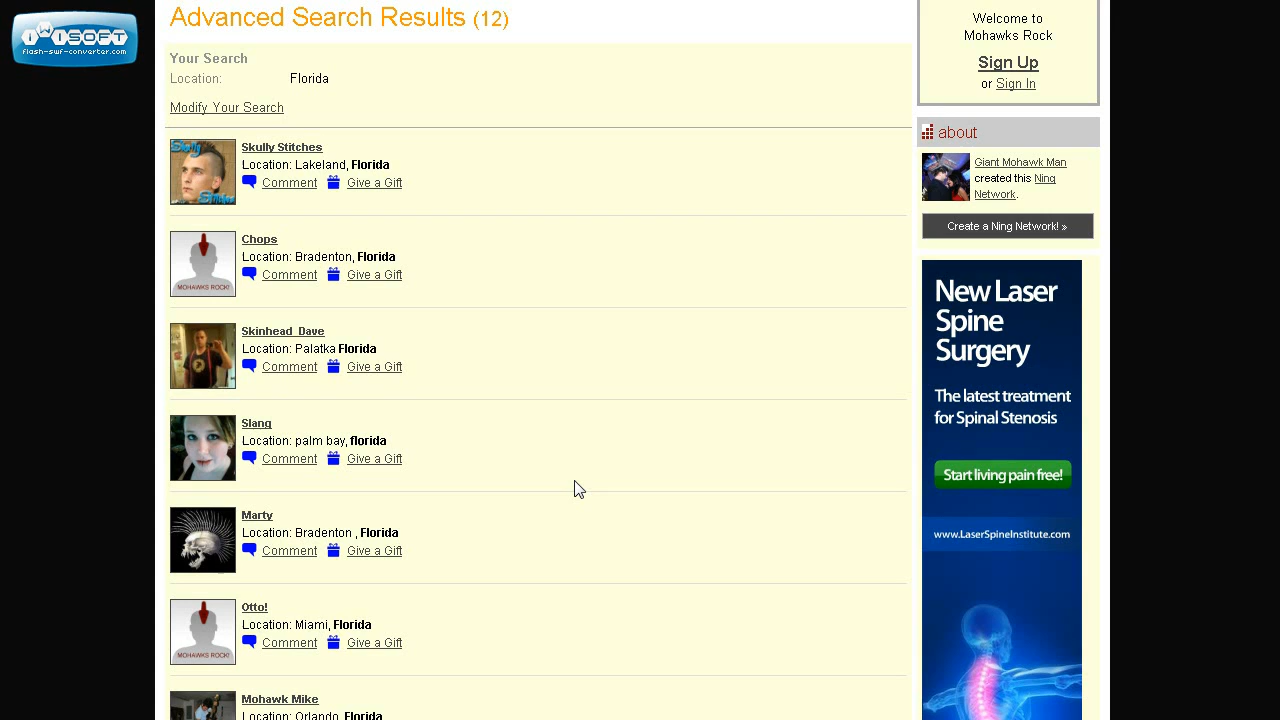 iWiSOFT
flash-swf-converter.com
Advanced Search Results (12)
Your Search
Location: Florida
Modify Your Search
Skully Stitches
Location: Lakeland, Florida
Comment Give a Gift
Chops
Location: Bradenton, Florida
Comment Give a Gift
MOHAWKS ROCK!
Skinhead_Dave
Location: Palatka Florida
Comment Give a Gift
Slang
Location: palm bay, florida
Comment Give a Gift
Marty
Location: Bradenton , Florida
Comment Give a Gift
Otto!
Location: Miami, Florida
Comment Give a Gift
MOHAWKS ROCK!
Mohawk Mike
Location: Orlando, Florida
Welcome to
Mohawks Rock
Sign Up
or Sign In
about
Giant Mohawk Man
created this Ning
Network.
Create a Ning Network! »
New Laser
Spine
Surgery
The latest treatment
for Spinal Stenosis
Start living pain free!
www.LaserSpineInstitute.com